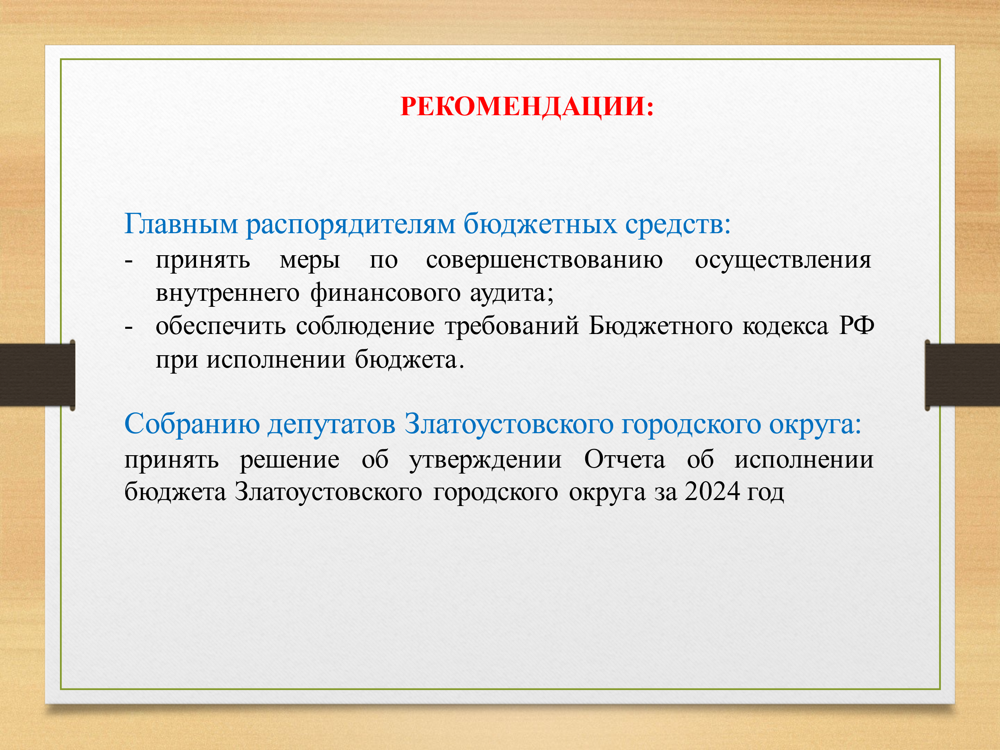 РЕКОМЕНДАЦИИ:
Главным распорядителям бюджетных средств:
- принять меры по совершенствованию осуществления
внутреннего финансового аудита;
- обеспечить соблюдение требований Бюджетного кодекса РФ
при исполнении бюджета.
Собранию депутатов Златоустовского городского округа:
принять решение об утверждении Отчета об исполнении
бюджета Златоустовского городского округа за 2024 год